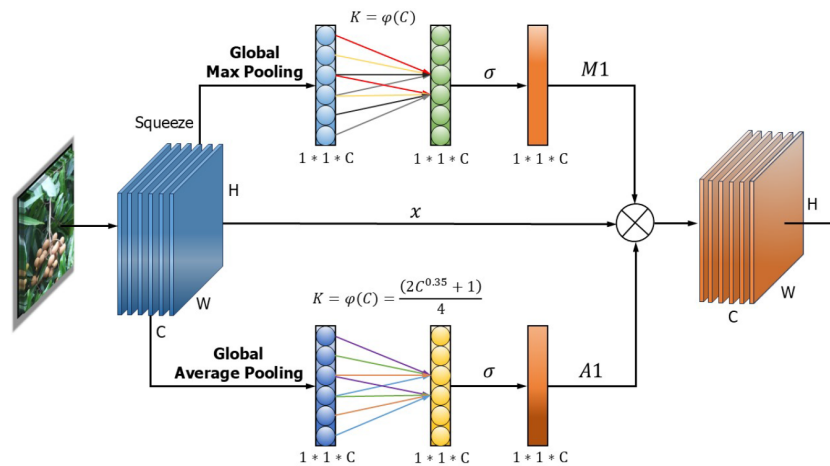 K = φ(C)
Global
Max Pooling
σ
M1
Squeeze
1 * 1 * C
1 * 1 * C
1 * 1 * C
H
x
H
W
C
W
C
K = φ(C) = (2C^{0.35} + 1) / 4
Global
Average Pooling
σ
A1
1 * 1 * C
1 * 1 * C
1 * 1 * C